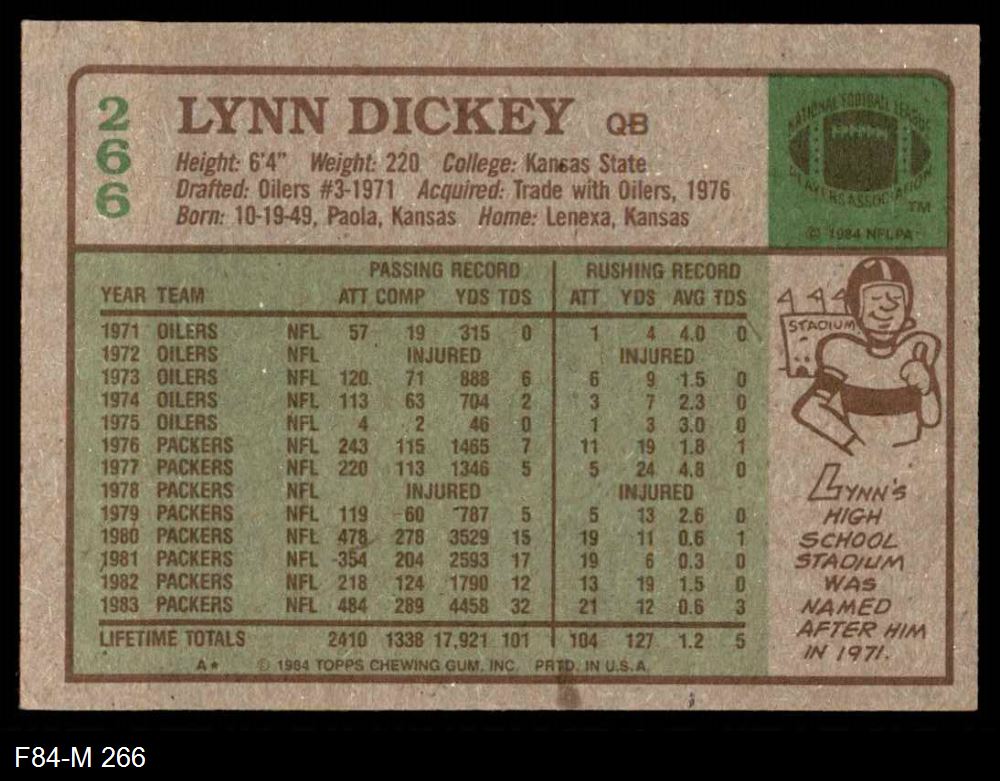 266
LYNN DICKEY QB
Height: 6'4" Weight: 220 College: Kansas State
Drafted: Oilers #3-1971 Acquired: Trade with Oilers, 1976
Born: 10-19-49, Paola, Kansas Home: Lenexa, Kansas
NATIONAL FOOTBALL LEAGUE
PLAYERS ASSOCIATION
TM
© 1984 NFLPA
PASSING RECORD RUSHING RECORD
YEAR TEAM ATT COMP YDS TDS ATT YDS AVG TDS
1971 OILERS NFL 57 19 315 0 1 4 4.0 0
1972 OILERS NFL INJURED INJURED
1973 OILERS NFL 120 71 888 6 6 9 1.5 0
1974 OILERS NFL 113 63 704 2 3 7 2.3 0
1975 OILERS NFL 4 2 46 0 1 3 3.0 0
1976 PACKERS NFL 243 115 1465 7 11 19 1.8 1
1977 PACKERS NFL 220 113 1346 5 5 24 4.8 0
1978 PACKERS NFL INJURED INJURED
1979 PACKERS NFL 119 60 787 5 5 13 2.6 0
1980 PACKERS NFL 478 278 3529 15 19 11 0.6 1
1981 PACKERS NFL 354 204 2593 17 19 6 0.3 0
1982 PACKERS NFL 218 124 1790 12 13 19 1.5 0
1983 PACKERS NFL 484 289 4458 32 21 12 0.6 3
LIFETIME TOTALS 2410 1338 17,921 101 104 127 1.2 5
A* © 1984 TOPPS CHEWING GUM, INC. PRTD. IN U.S.A.
STADIUM
LYNN'S
HIGH
SCHOOL
STADIUM
WAS
NAMED
AFTER HIM
IN 1971.
F84-M 266